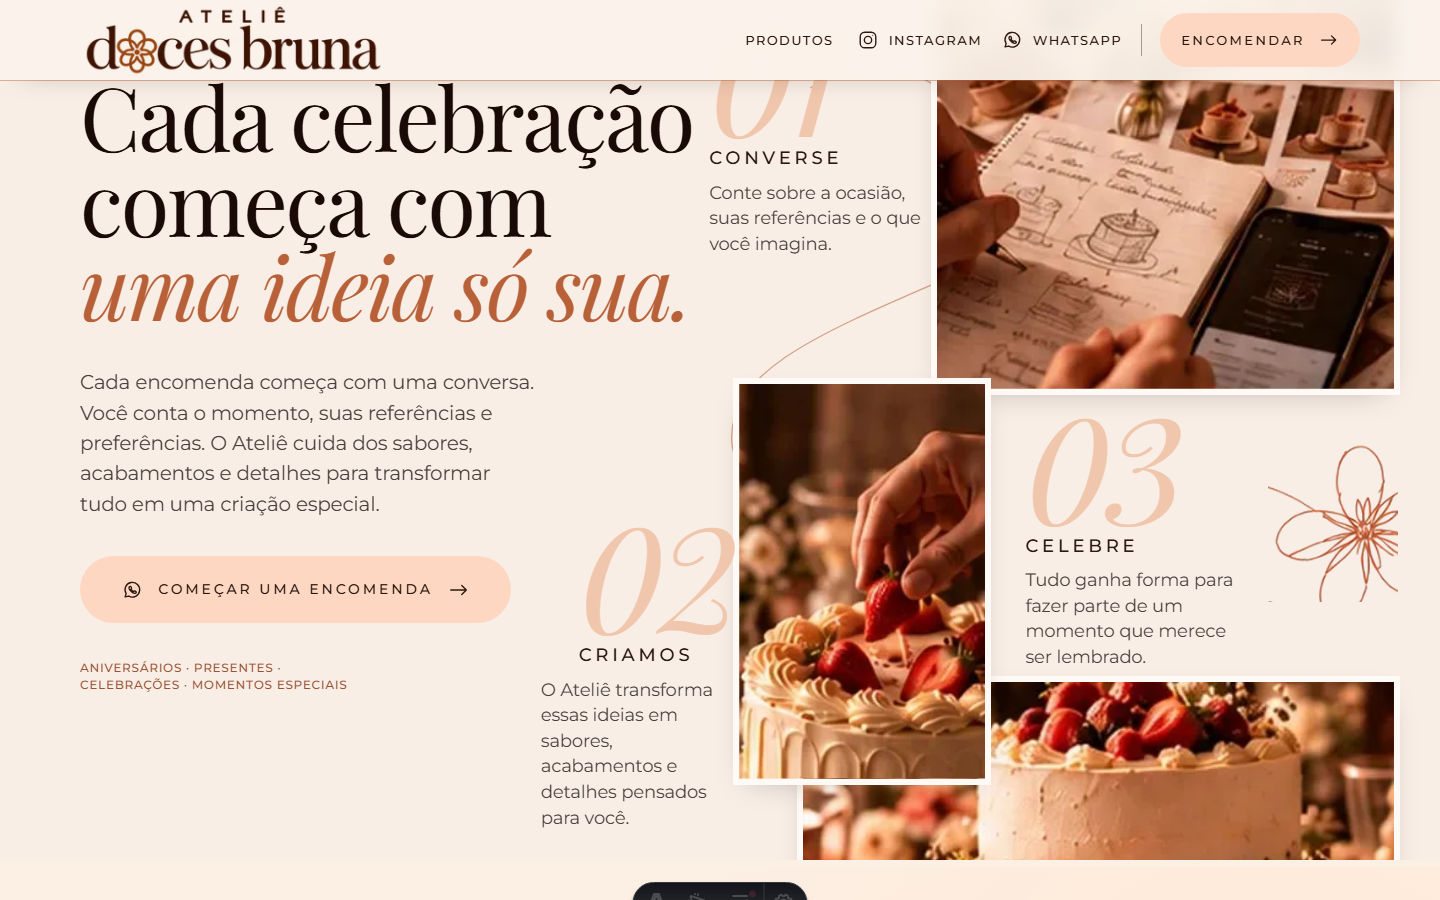 ATELIÊ
doces bruna
PRODUTOS
INSTAGRAM
WHATSAPP
ENCOMENDAR
Cada celebração
começa com
uma ideia só sua.
Cada encomenda começa com uma conversa.
Você conta o momento, suas referências e
preferências. O Ateliê cuida dos sabores,
acabamentos e detalhes para transformar
tudo em uma criação especial.
COMEÇAR UMA ENCOMENDA
ANIVERSÁRIOS · PRESENTES ·
CELEBRAÇÕES · MOMENTOS ESPECIAIS
01
CONVERSE
Conte sobre a ocasião,
suas referências e o que
você imagina.
02
CRIAMOS
O Ateliê transforma
essas ideias em
sabores,
acabamentos e
detalhes pensados
para você.
03
CELEBRE
Tudo ganha forma para
fazer parte de um
momento que merece
ser lembrado.